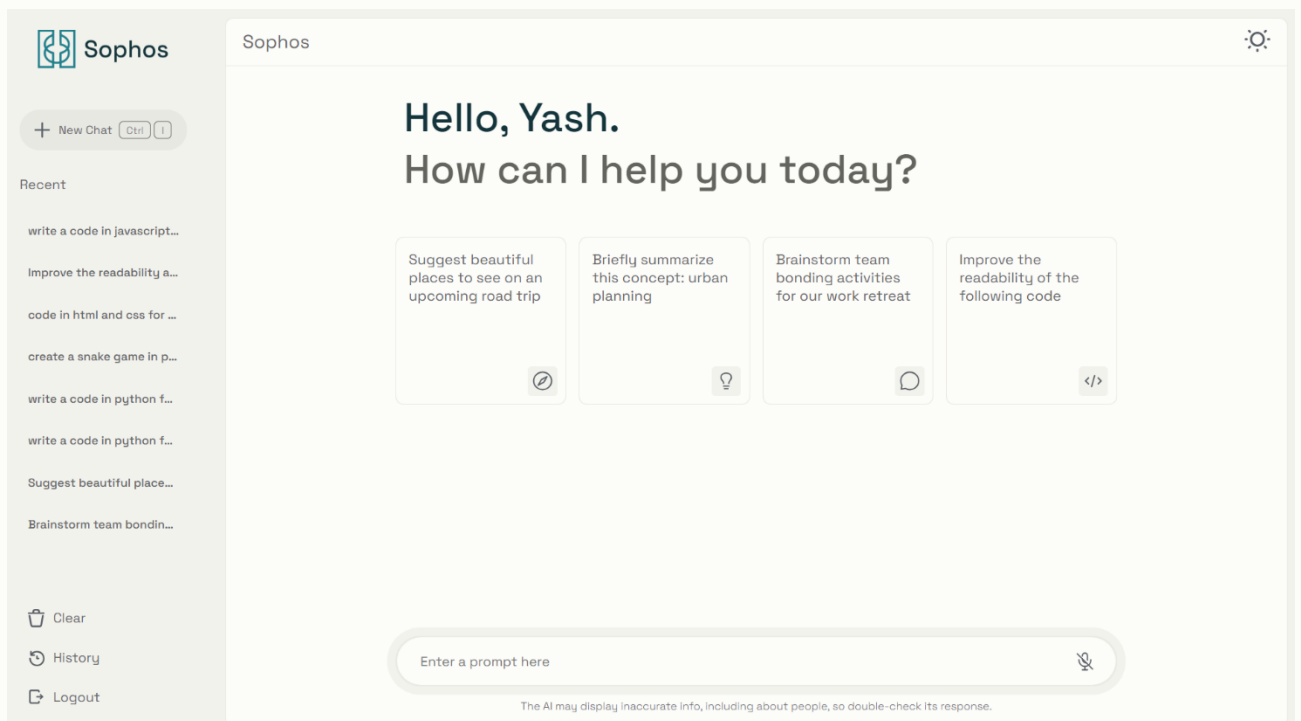 Sophos
New Chat Ctrl I
Recent
write a code in javascript...
Improve the readability a...
code in html and css for ...
create a snake game in p...
write a code in python f...
write a code in python f...
Suggest beautiful place...
Brainstorm team bondin...
Clear
History
Logout
Sophos
Hello, Yash.
How can I help you today?
Suggest beautiful
places to see on an
upcoming road trip
Briefly summarize
this concept: urban
planning
Brainstorm team
bonding activities
for our work retreat
Improve the
readability of the
following code
</>
Enter a prompt here
The AI may display inaccurate info, including about people, so double-check its response.